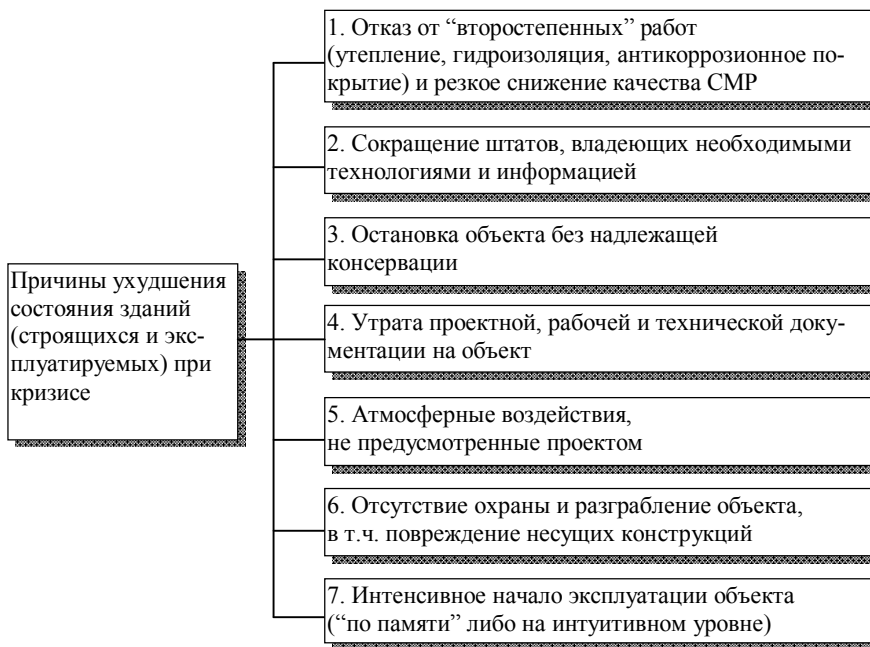 Причины ухудшения
состояния зданий
(строящихся и экс-
плуатируемых) при
кризисе
1. Отказ от “второстепенных” работ
(утепление, гидроизоляция, антикоррозионное по-
крытие) и резкое снижение качества СМР
2. Сокращение штатов, владеющих необходимыми
технологиями и информацией
3. Остановка объекта без надлежащей
консервации
4. Утрата проектной, рабочей и технической доку-
ментации на объект
5. Атмосферные воздействия,
не предусмотренные проектом
6. Отсутствие охраны и разграбление объекта,
в т.ч. повреждение несущих конструкций
7. Интенсивное начало эксплуатации объекта
(“по памяти” либо на интуитивном уровне)